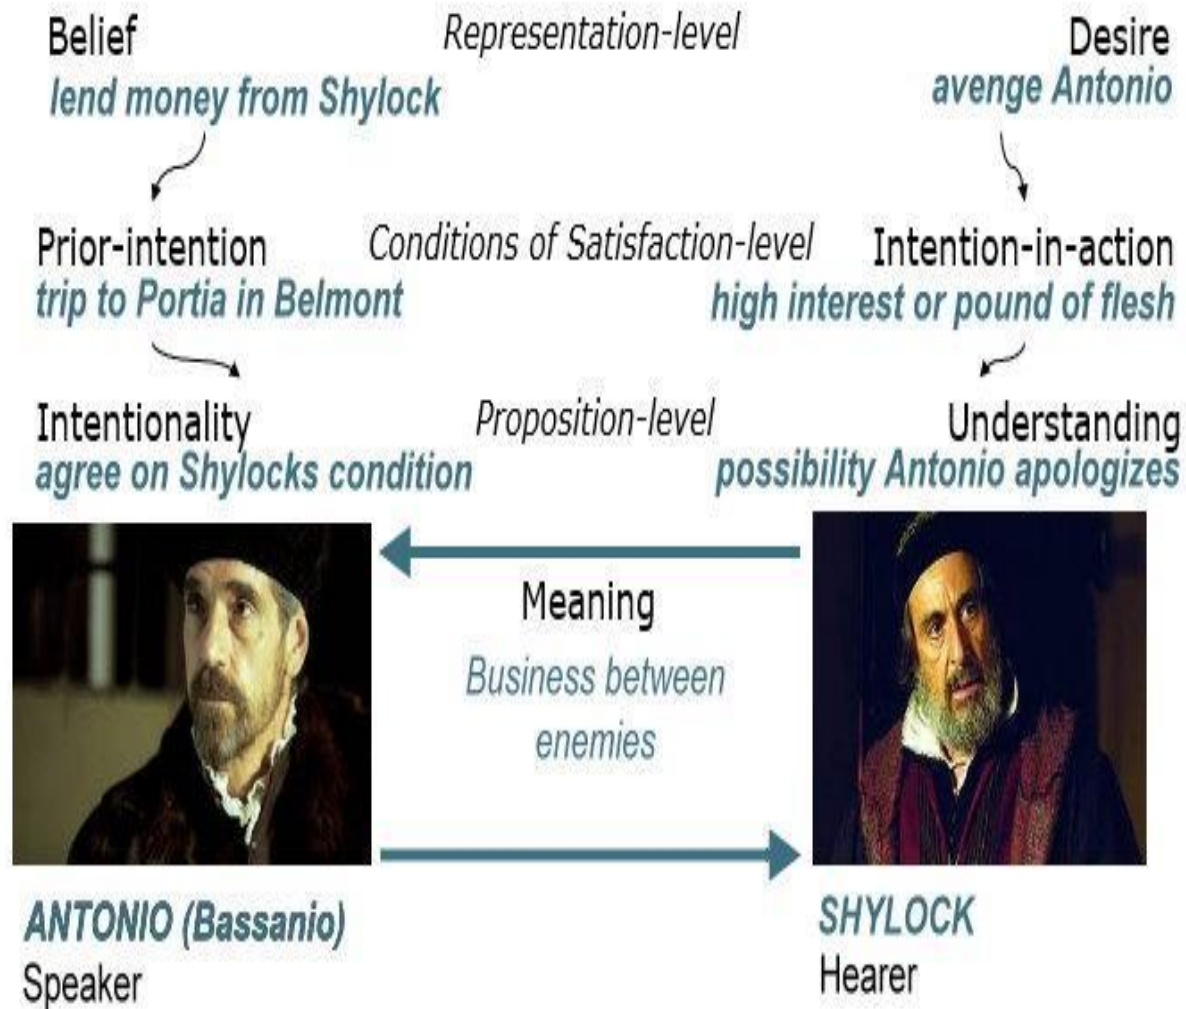 Belief
Representation-level
Desire
lend money from Shylock
avenge Antonio
Prior-intention
Conditions of Satisfaction-level
Intention-in-action
trip to Portia in Belmont
high interest or pound of flesh
Intentionality
Proposition-level
Understanding
agree on Shylocks condition
possibility Antonio apologizes
Meaning
Business between
enemies
ANTONIO (Bassanio)
Speaker
SHYLOCK
Hearer